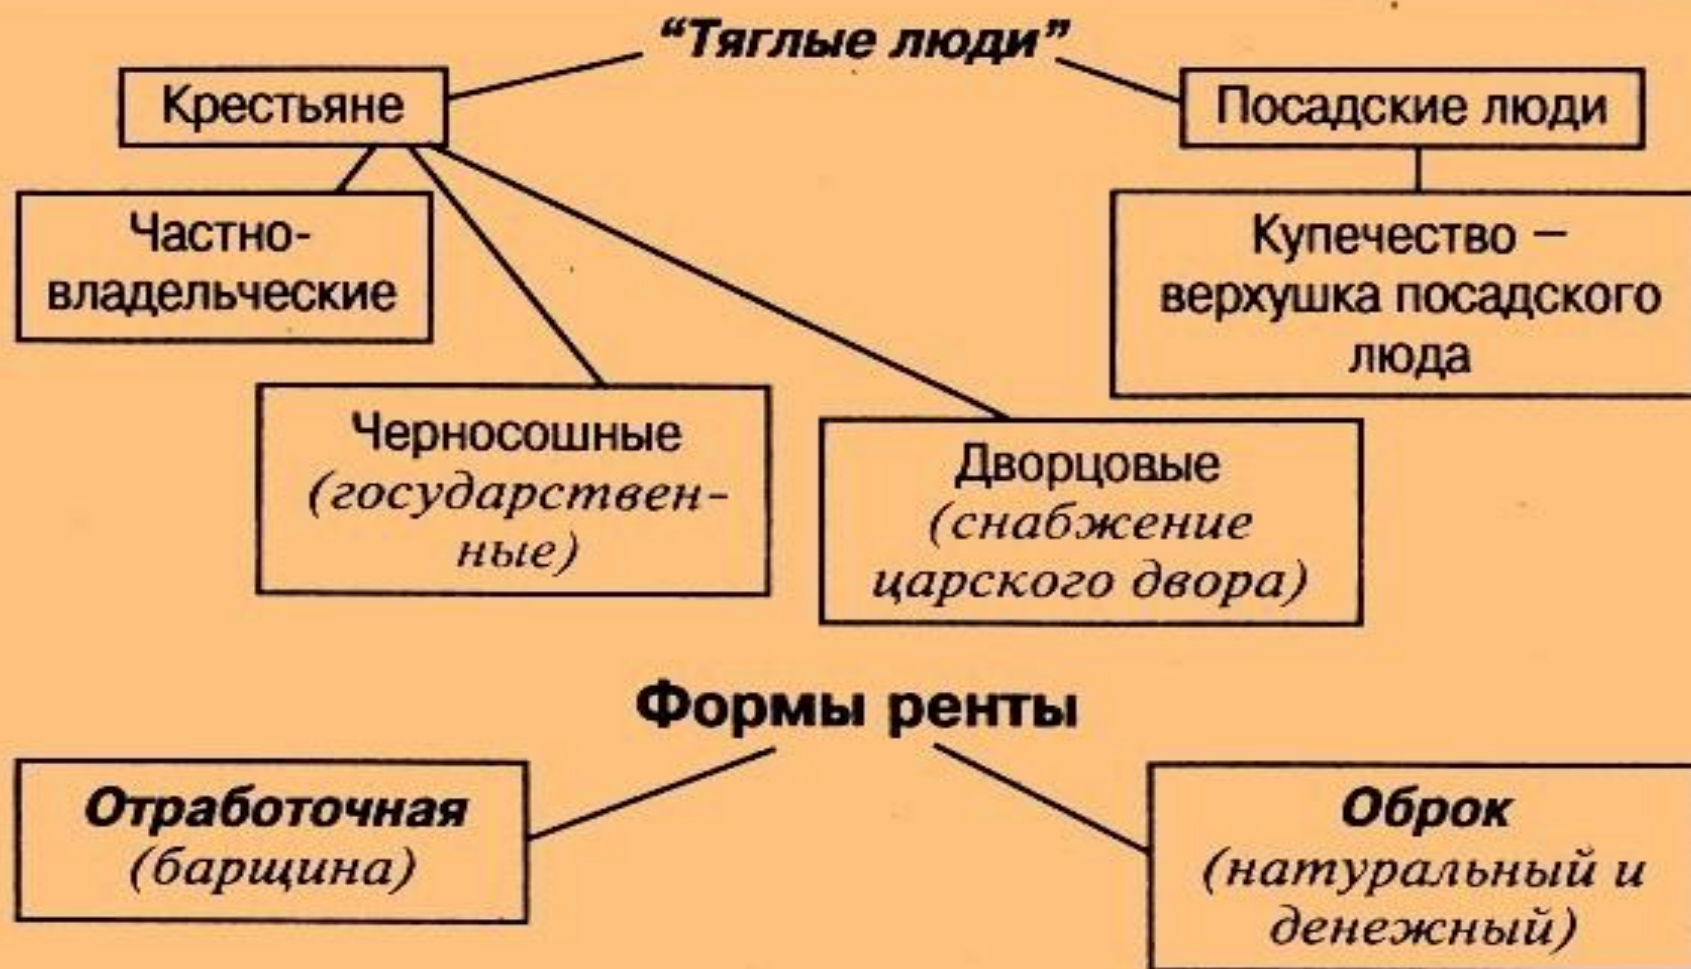 “Тяглые люди”
Крестьяне
Посадские люди
Частно-
владельческие
Купечество —
верхушка посадского
люда
Черносошные
(государствен-
ные)
Дворцовые
(снабжение
царского двора)
Формы ренты
Отработочная
(барщина)
Оброк
(натуральный и
денежный)